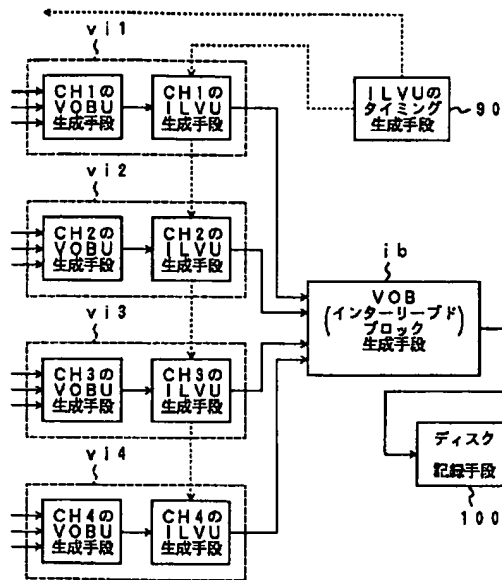 vi1
CH1の
VOBU
生成手段
CH1の
ILVU
生成手段
ILVUの
タイミング
生成手段
90
vi2
CH2の
VOBU
生成手段
CH2の
ILVU
生成手段
ib
VOB
(インターリーブド
ブロック)
生成手段
vi3
CH3の
VOBU
生成手段
CH3の
ILVU
生成手段
ディスク
記録手段
100
vi4
CH4の
VOBU
生成手段
CH4の
ILVU
生成手段